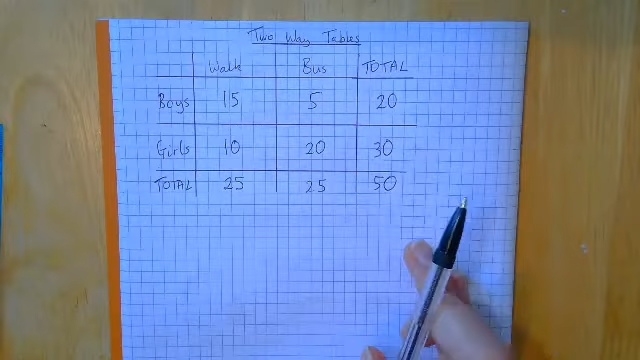 Two Way Tables
Walk Bus TOTAL
Boys 15 5 20
Girls 10 20 30
TOTAL 25 25 50